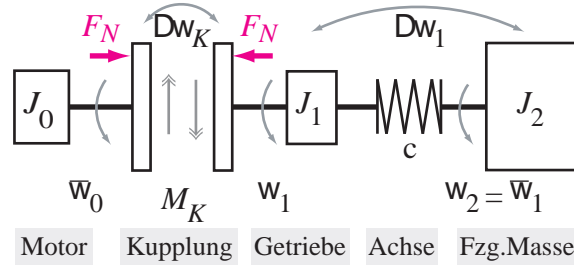 F_N Dw_K F_N Dw_1
J_0 J_1 J_2
c
w̅_0 M_K w_1 w_2 = w̅_1
Motor Kupplung Getriebe Achse Fzg.Masse